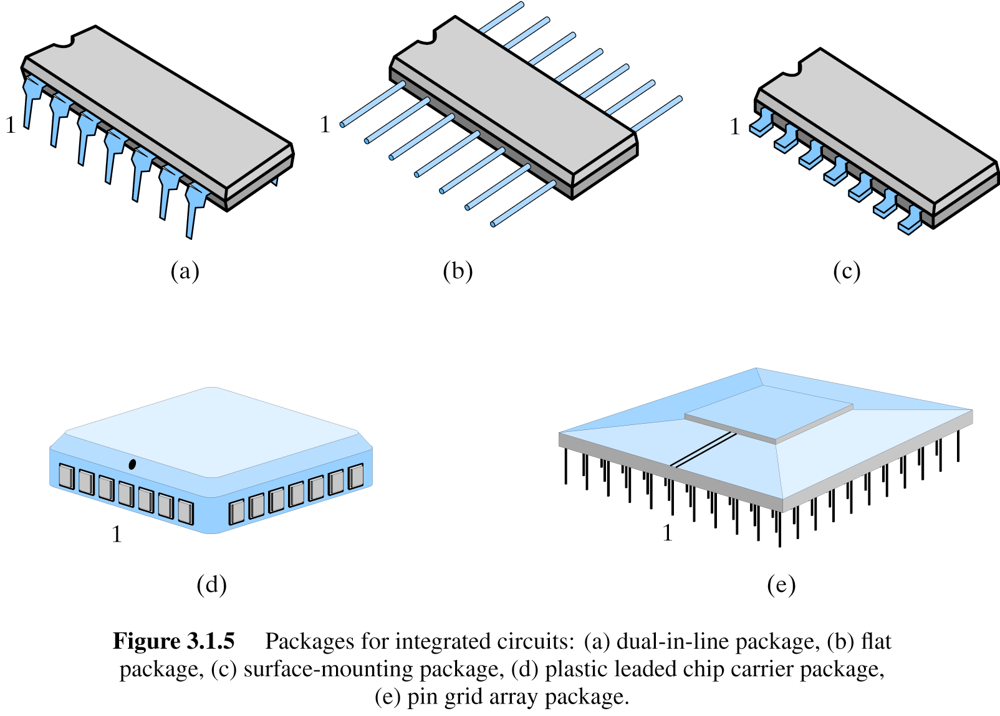 1
1
1
(a)
(b)
(c)
1
1
(d)
(e)
Figure 3.1.5 Packages for integrated circuits: (a) dual-in-line package, (b) flat
package, (c) surface-mounting package, (d) plastic leaded chip carrier package,
(e) pin grid array package.